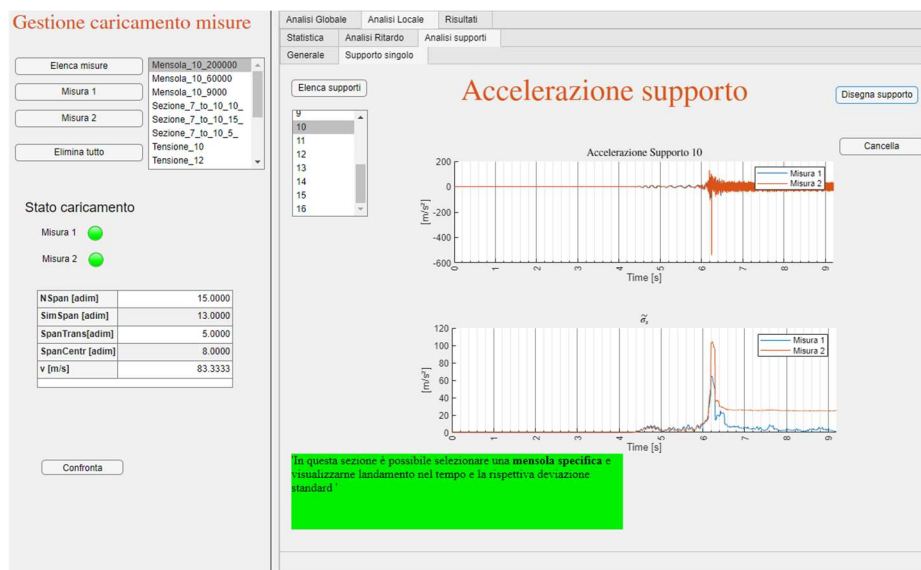 Gestione caricamento misure
Elenca misure
Misura 1
Misura 2
Elimina tutto
Mensola_10_200000
Mensola_10_60000
Mensola_10_9000
Sezione_7_to_10_10_
Sezione_7_to_10_15_
Sezione_7_to_10_5_
Tensione_10
Tensione_12
Stato caricamento
Misura 1
Misura 2
NSpan [adim] 15.0000
SimSpan [adim] 13.0000
SpanTrans[adim] 5.0000
SpanCentr [adim] 8.0000
v [m/s] 83.3333
Confronta
Analisi Globale Analisi Locale Risultati
Statistica Analisi Ritardo Analisi supporti
Generale Supporto singolo
Elenca supporti
9
10
11
12
13
14
15
16
Accelerazione supporto
Disegna supporto
Cancella
Accelerazione Supporto 10
[m/s²]
200
0
-200
-400
-600
Misura 1
Misura 2
0 1 2 3 4 5 6 7 8 9
Time [s]
σ̃ₛ
[m/s²]
120
100
80
60
40
20
0
Misura 1
Misura 2
0 1 2 3 4 5 6 7 8 9
Time [s]
'In questa sezione è possibile selezionare una mensola specifica e
visualizzarne landamento nel tempo e la rispettiva deviazione
standard '